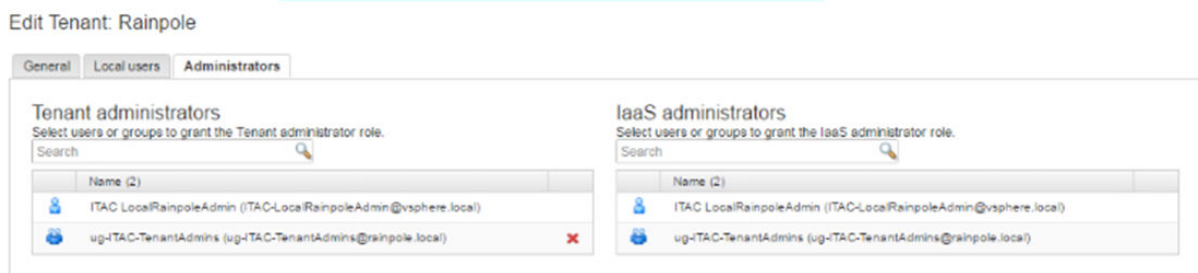 Edit Tenant: Rainpole
General Local users Administrators
Tenant administrators
Select users or groups to grant the Tenant administrator role.
Search
Name (2)
ITAC LocalRainpoleAdmin (ITAC-LocalRainpoleAdmin@vsphere.local)
ug-ITAC-TenantAdmins (ug-ITAC-TenantAdmins@rainpole.local)
IaaS administrators
Select users or groups to grant the IaaS administrator role.
Search
Name (2)
ITAC LocalRainpoleAdmin (ITAC-LocalRainpoleAdmin@vsphere.local)
ug-ITAC-TenantAdmins (ug-ITAC-TenantAdmins@rainpole.local)